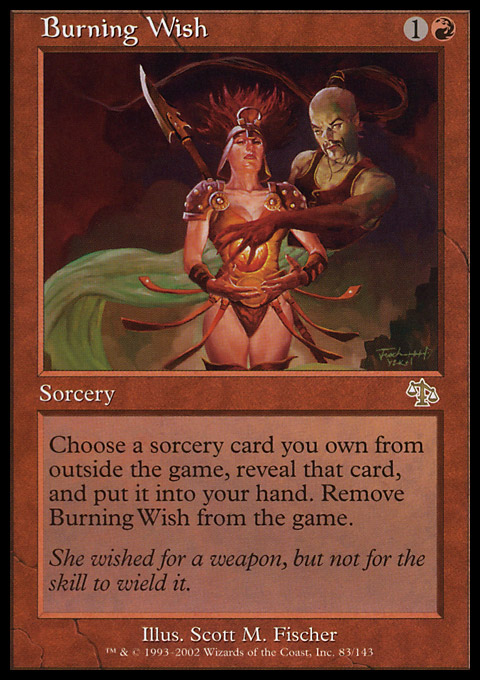 Burning Wish 1
Sorcery
Choose a sorcery card you own from
outside the game, reveal that card,
and put it into your hand. Remove
Burning Wish from the game.
She wished for a weapon, but not for the
skill to wield it.
Illus. Scott M. Fischer
™ & © 1993-2002 Wizards of the Coast, Inc. 83/143